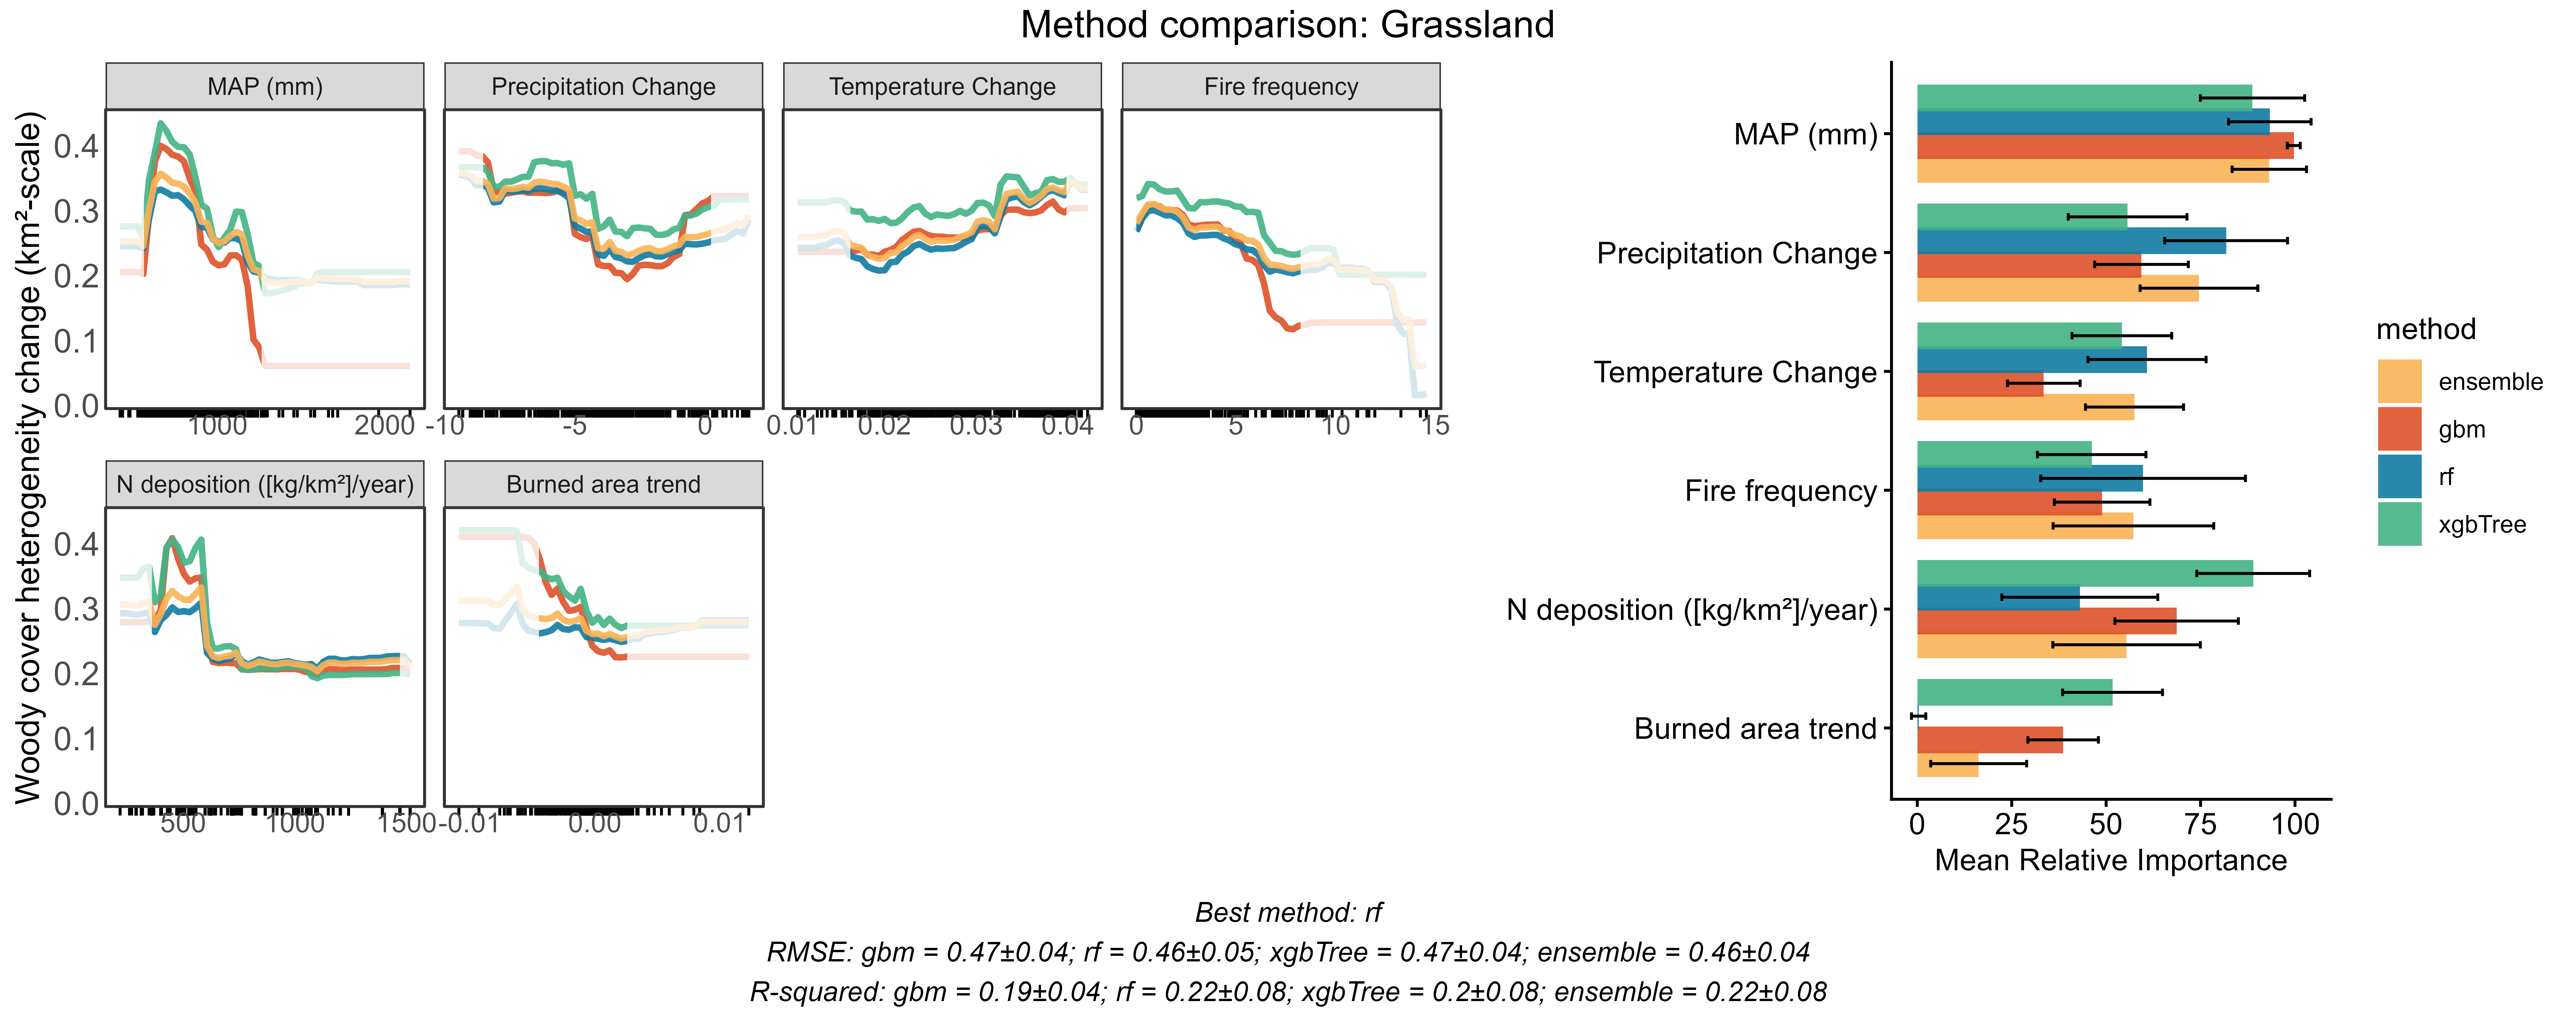 Method comparison: Grassland
Woody cover heterogeneity change (km²-scale)
MAP (mm)
Precipitation Change
Temperature Change
Fire frequency
0.4
0.3
0.2
0.1
0.0
1000 2000
-10 -5 0
0.01 0.02 0.03 0.04
0 5 10 15
N deposition ([kg/km²]/year)
Burned area trend
0.4
0.3
0.2
0.1
0.0
500 1000 1500
-0.01 0.00 0.01
MAP (mm)
Precipitation Change
Temperature Change
Fire frequency
N deposition ([kg/km²]/year)
Burned area trend
0 25 50 75 100
Mean Relative Importance
method
ensemble
gbm
rf
xgbTree
Best method: rf
RMSE: gbm = 0.47±0.04; rf = 0.46±0.05; xgbTree = 0.47±0.04; ensemble = 0.46±0.04
R-squared: gbm = 0.19±0.04; rf = 0.22±0.08; xgbTree = 0.2±0.08; ensemble = 0.22±0.08